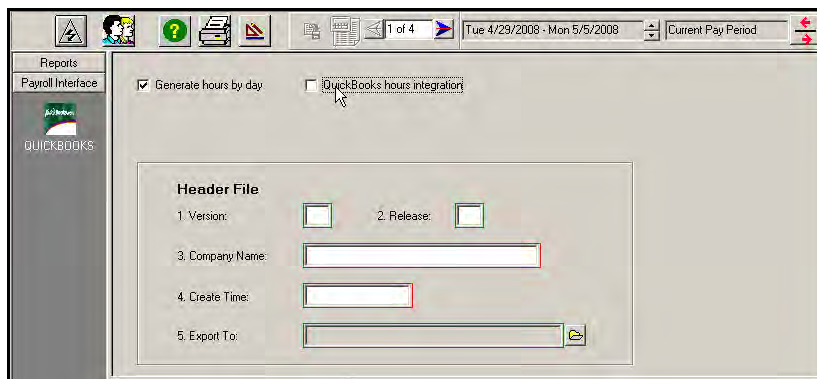 1 of 4 Tue 4/29/2008 - Mon 5/5/2008 Current Pay Period
Reports
Payroll Interface
Generate hours by day QuickBooks hours integration
QUICKBOOKS
Header File
1. Version: 2. Release:
3. Company Name:
4. Create Time:
5. Export To: